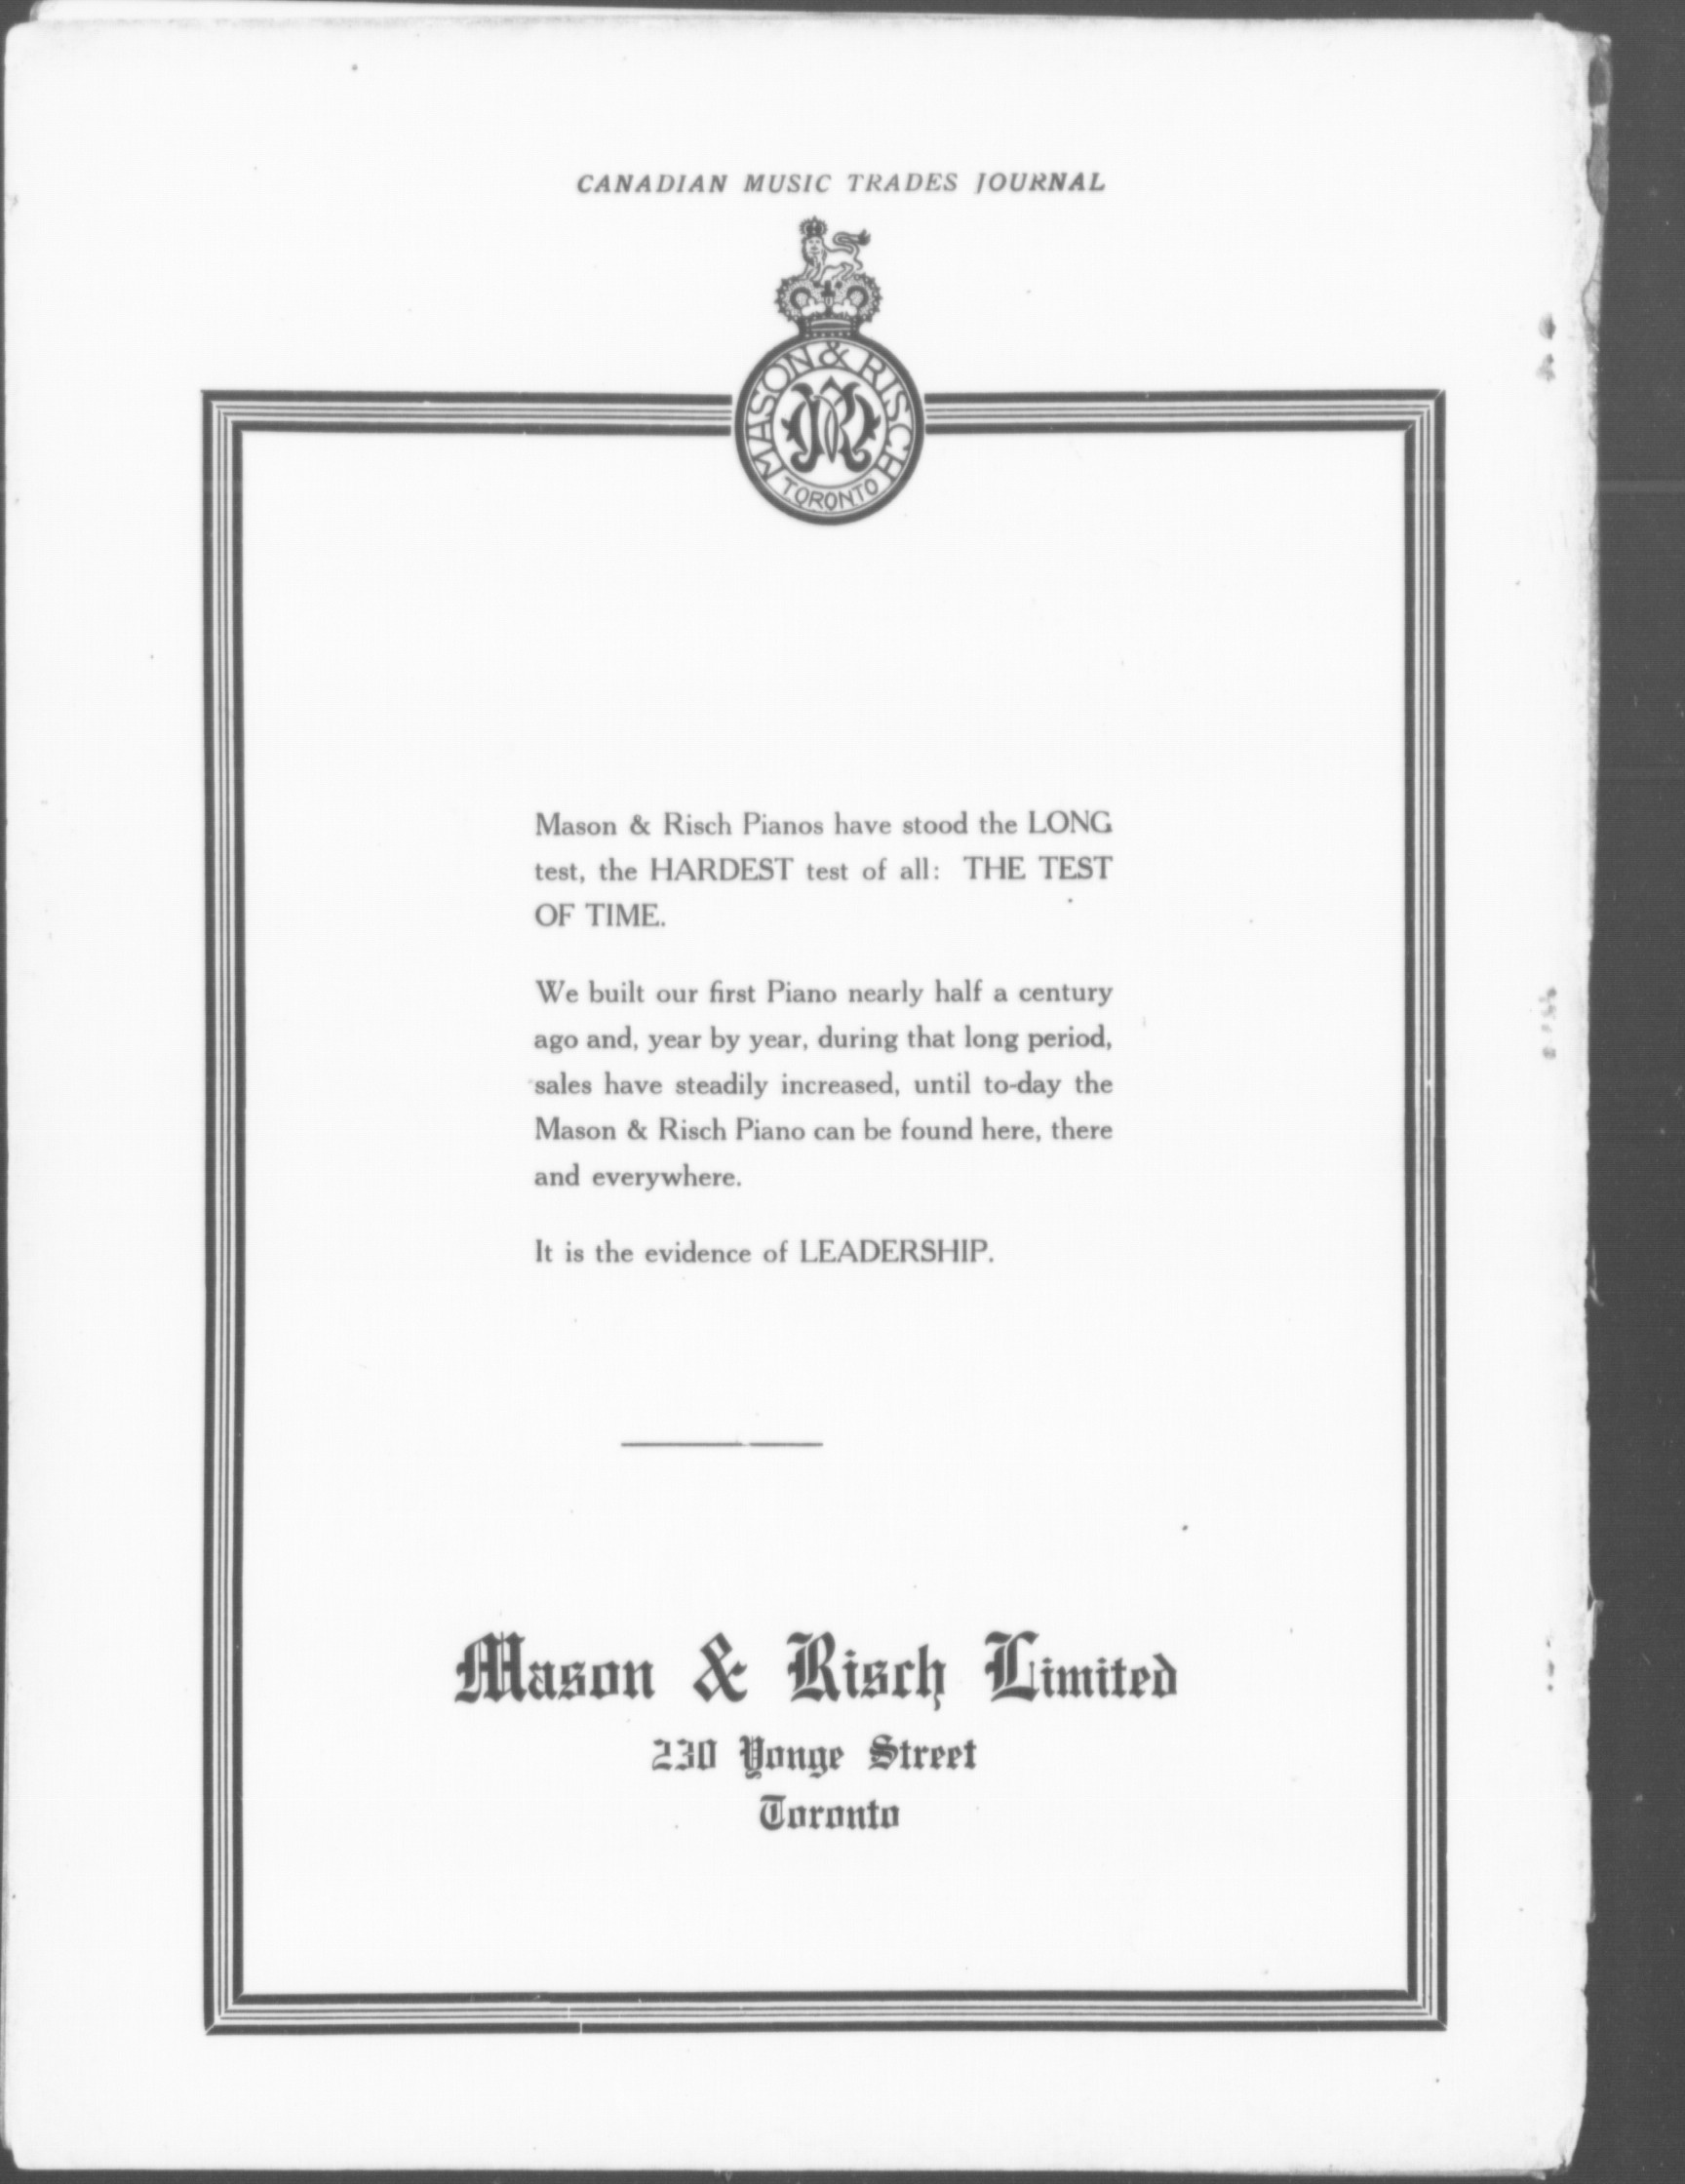 CANADIAN MUSIC TRADES JOURNAL
MASON & RISCH
MR
TORONTO
Mason & Risch Pianos have stood the LONG
test, the HARDEST test of all: THE TEST
OF TIME.
We built our first Piano nearly half a century
ago and, year by year, during that long period,
sales have steadily increased, until to-day the
Mason & Risch Piano can be found here, there
and everywhere.
It is the evidence of LEADERSHIP.
Mason & Risch Limited
230 Yonge Street
Toronto